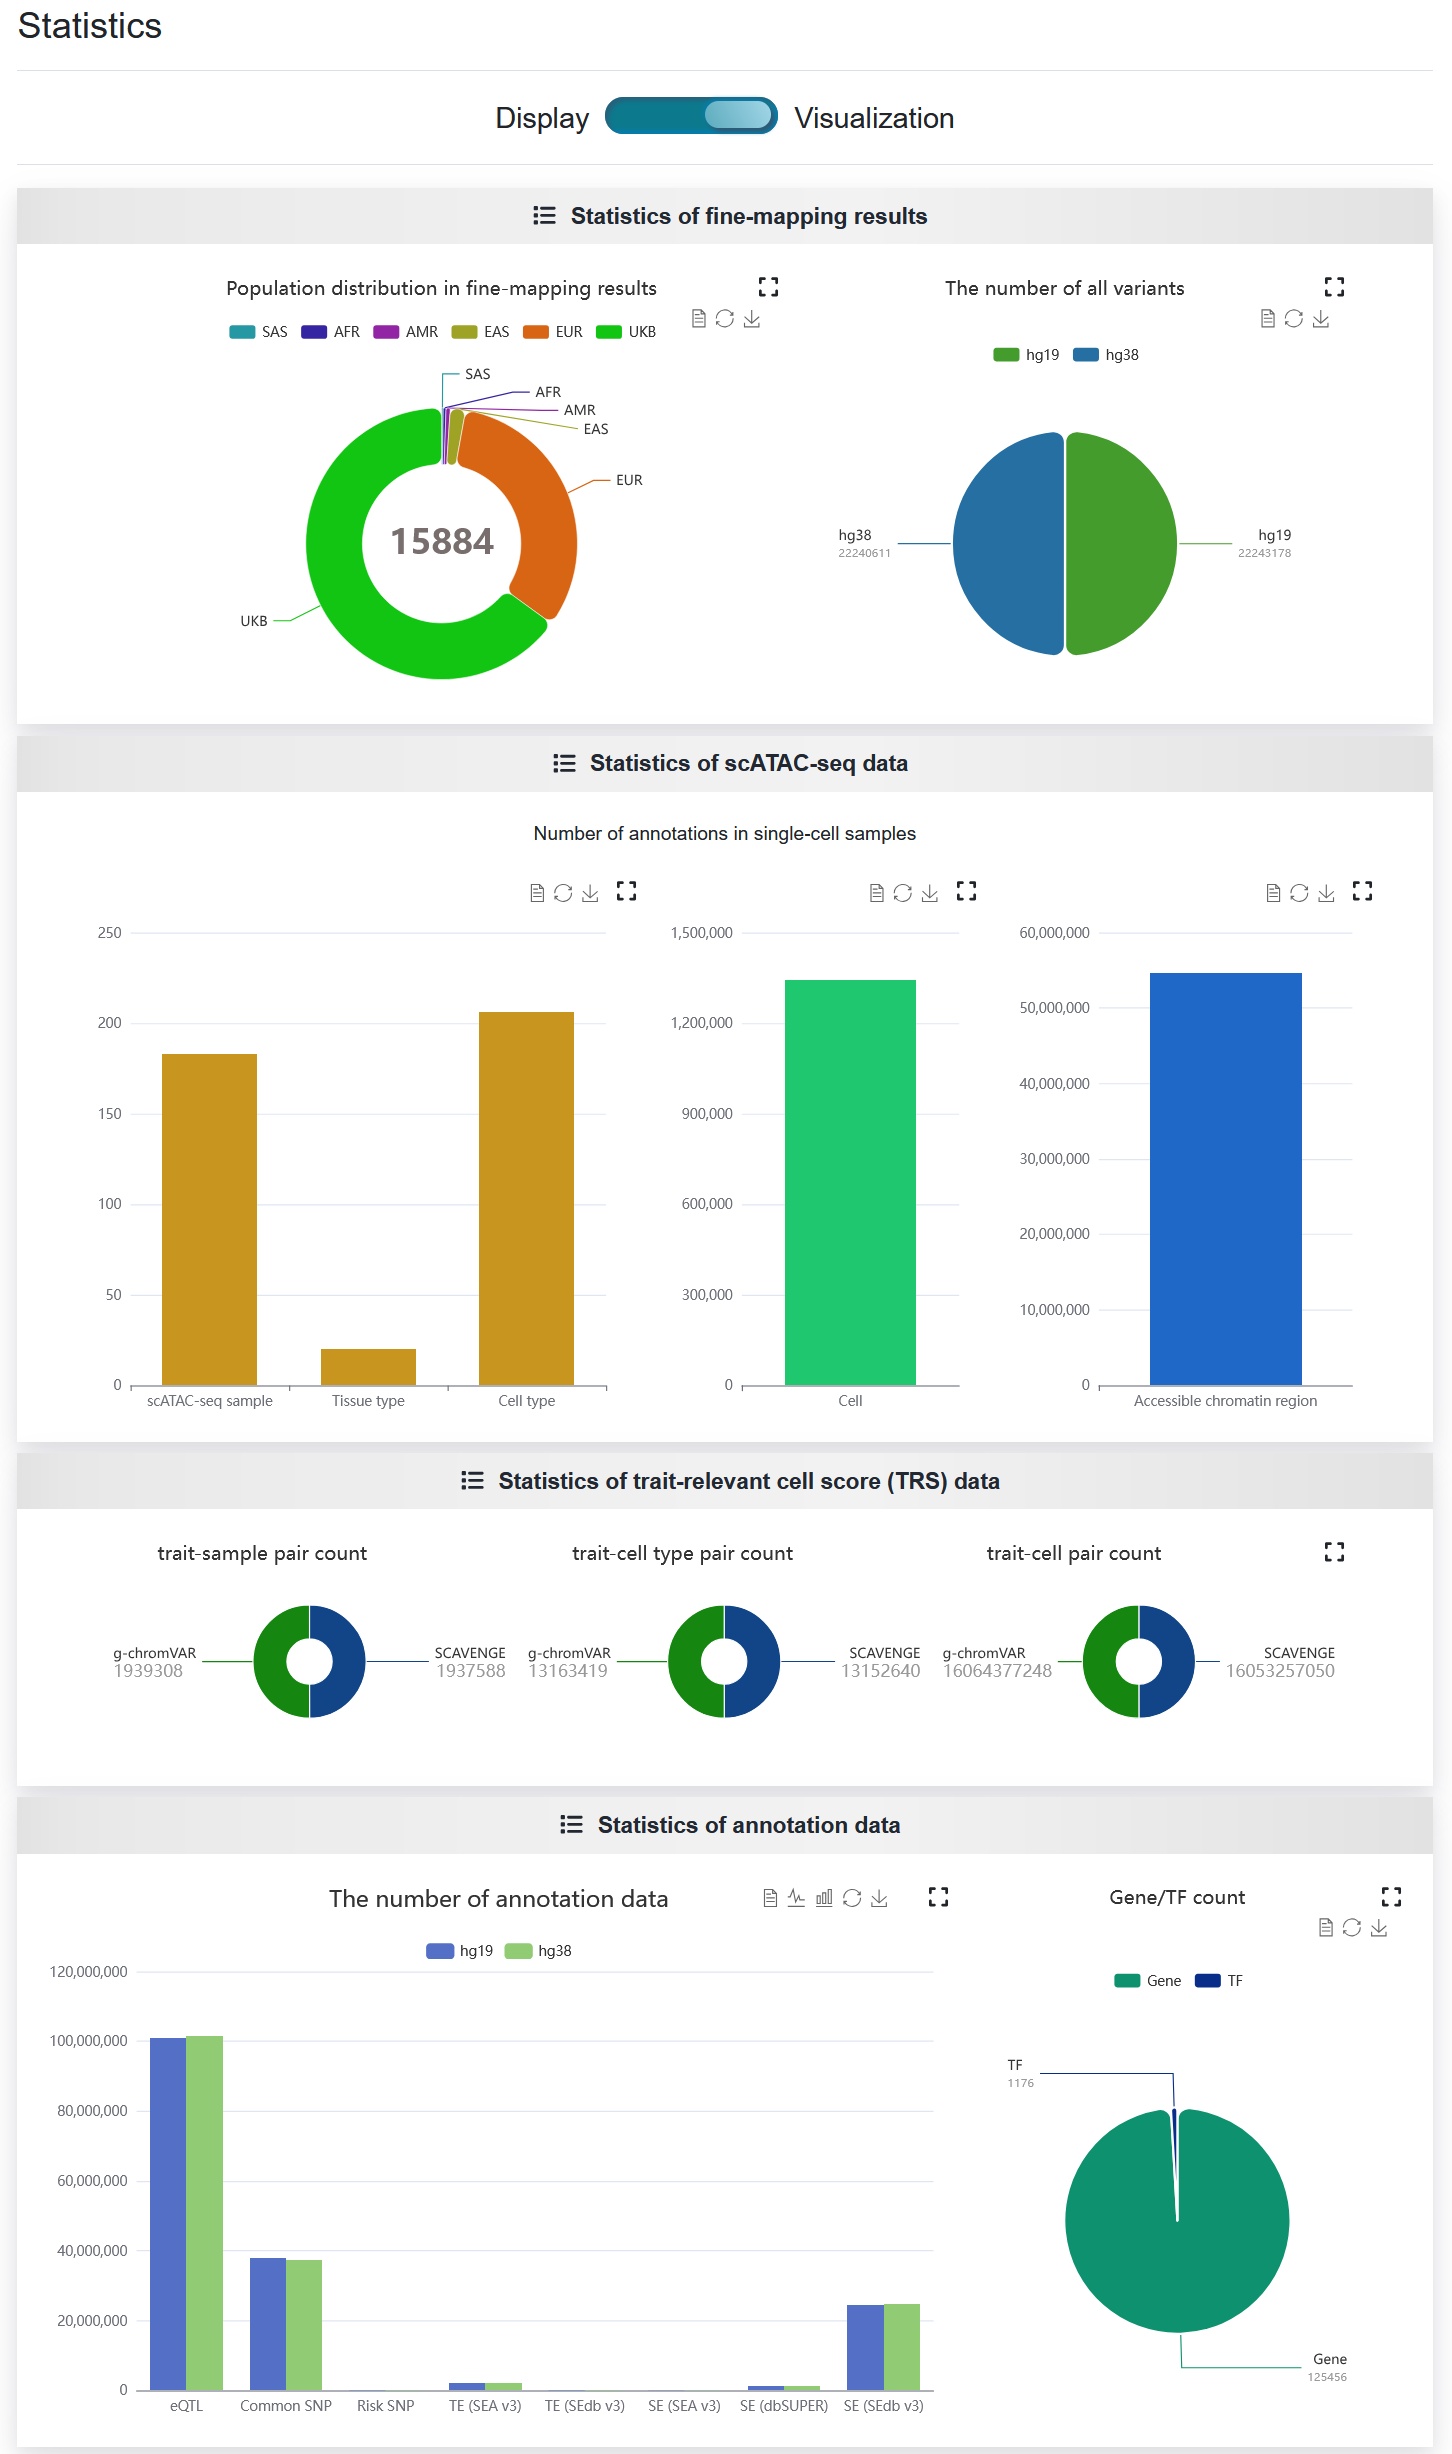 Statistics
Display Visualization
Statistics of fine-mapping results
Population distribution in fine-mapping results
SAS AFR AMR EAS EUR UKB
SAS
AFR
AMR
EAS
EUR
15884
UKB
The number of all variants
hg19 hg38
hg38
22240611
hg19
22243178
Statistics of scATAC-seq data
Number of annotations in single-cell samples
250
200
150
100
50
0
scATAC-seq sample Tissue type Cell type
1,500,000
1,200,000
900,000
600,000
300,000
0
Cell
60,000,000
50,000,000
40,000,000
30,000,000
20,000,000
10,000,000
0
Accessible chromatin region
Statistics of trait-relevant cell score (TRS) data
trait-sample pair count
g-chromVAR
1939308
SCAVENGE
1937588
trait-cell type pair count
g-chromVAR
13163419
SCAVENGE
13152640
trait-cell pair count
g-chromVAR
16064377248
SCAVENGE
16053257050
Statistics of annotation data
The number of annotation data
hg19 hg38
120,000,000
100,000,000
80,000,000
60,000,000
40,000,000
20,000,000
0
eQTL Common SNP Risk SNP TE (SEA v3) TE (SEdb v3) SE (SEA v3) SE (dbSUPER) SE (SEdb v3)
Gene/TF count
Gene TF
TF
1176
Gene
125456